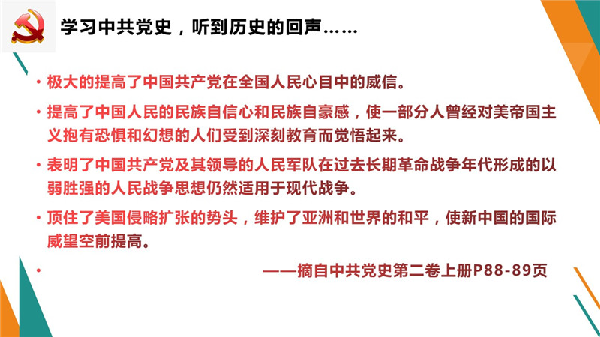 学习中共党史，听到历史的回声……
• 极大的提高了中国共产党在全国人民心目中的威信。
• 提高了中国人民的民族自信心和民族自豪感，使一部分人曾经对美帝国主
义抱有恐惧和幻想的人们受到深刻教育而觉悟起来。
• 表明了中国共产党及其领导的人民军队在过去长期革命战争年代形成的以
弱胜强的人民战争思想仍然适用于现代战争。
• 顶住了美国侵略扩张的势头，维护了亚洲和世界的和平，使新中国的国际
威望空前提高。
• ——摘自中共党史第二卷上册P88-89页